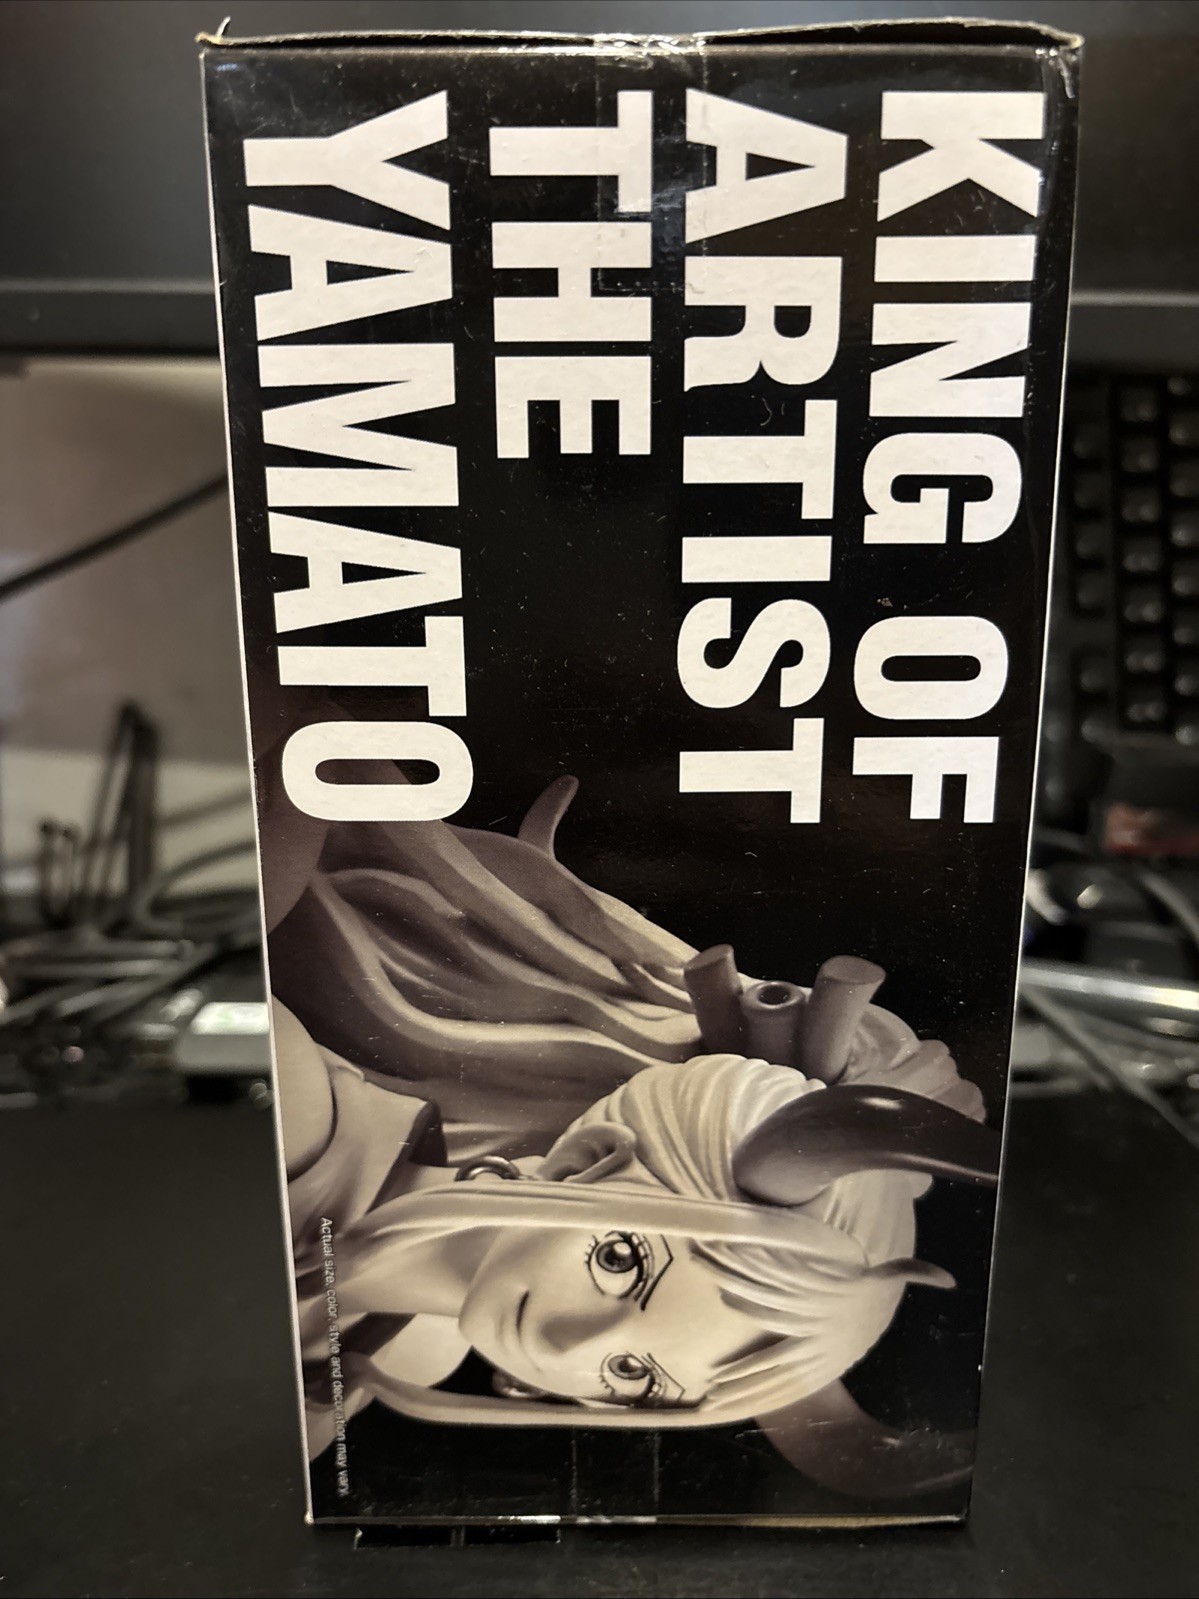 KING OF
ARTIST
THE
YAMATO
Actual size, color, style and decoration may vary.